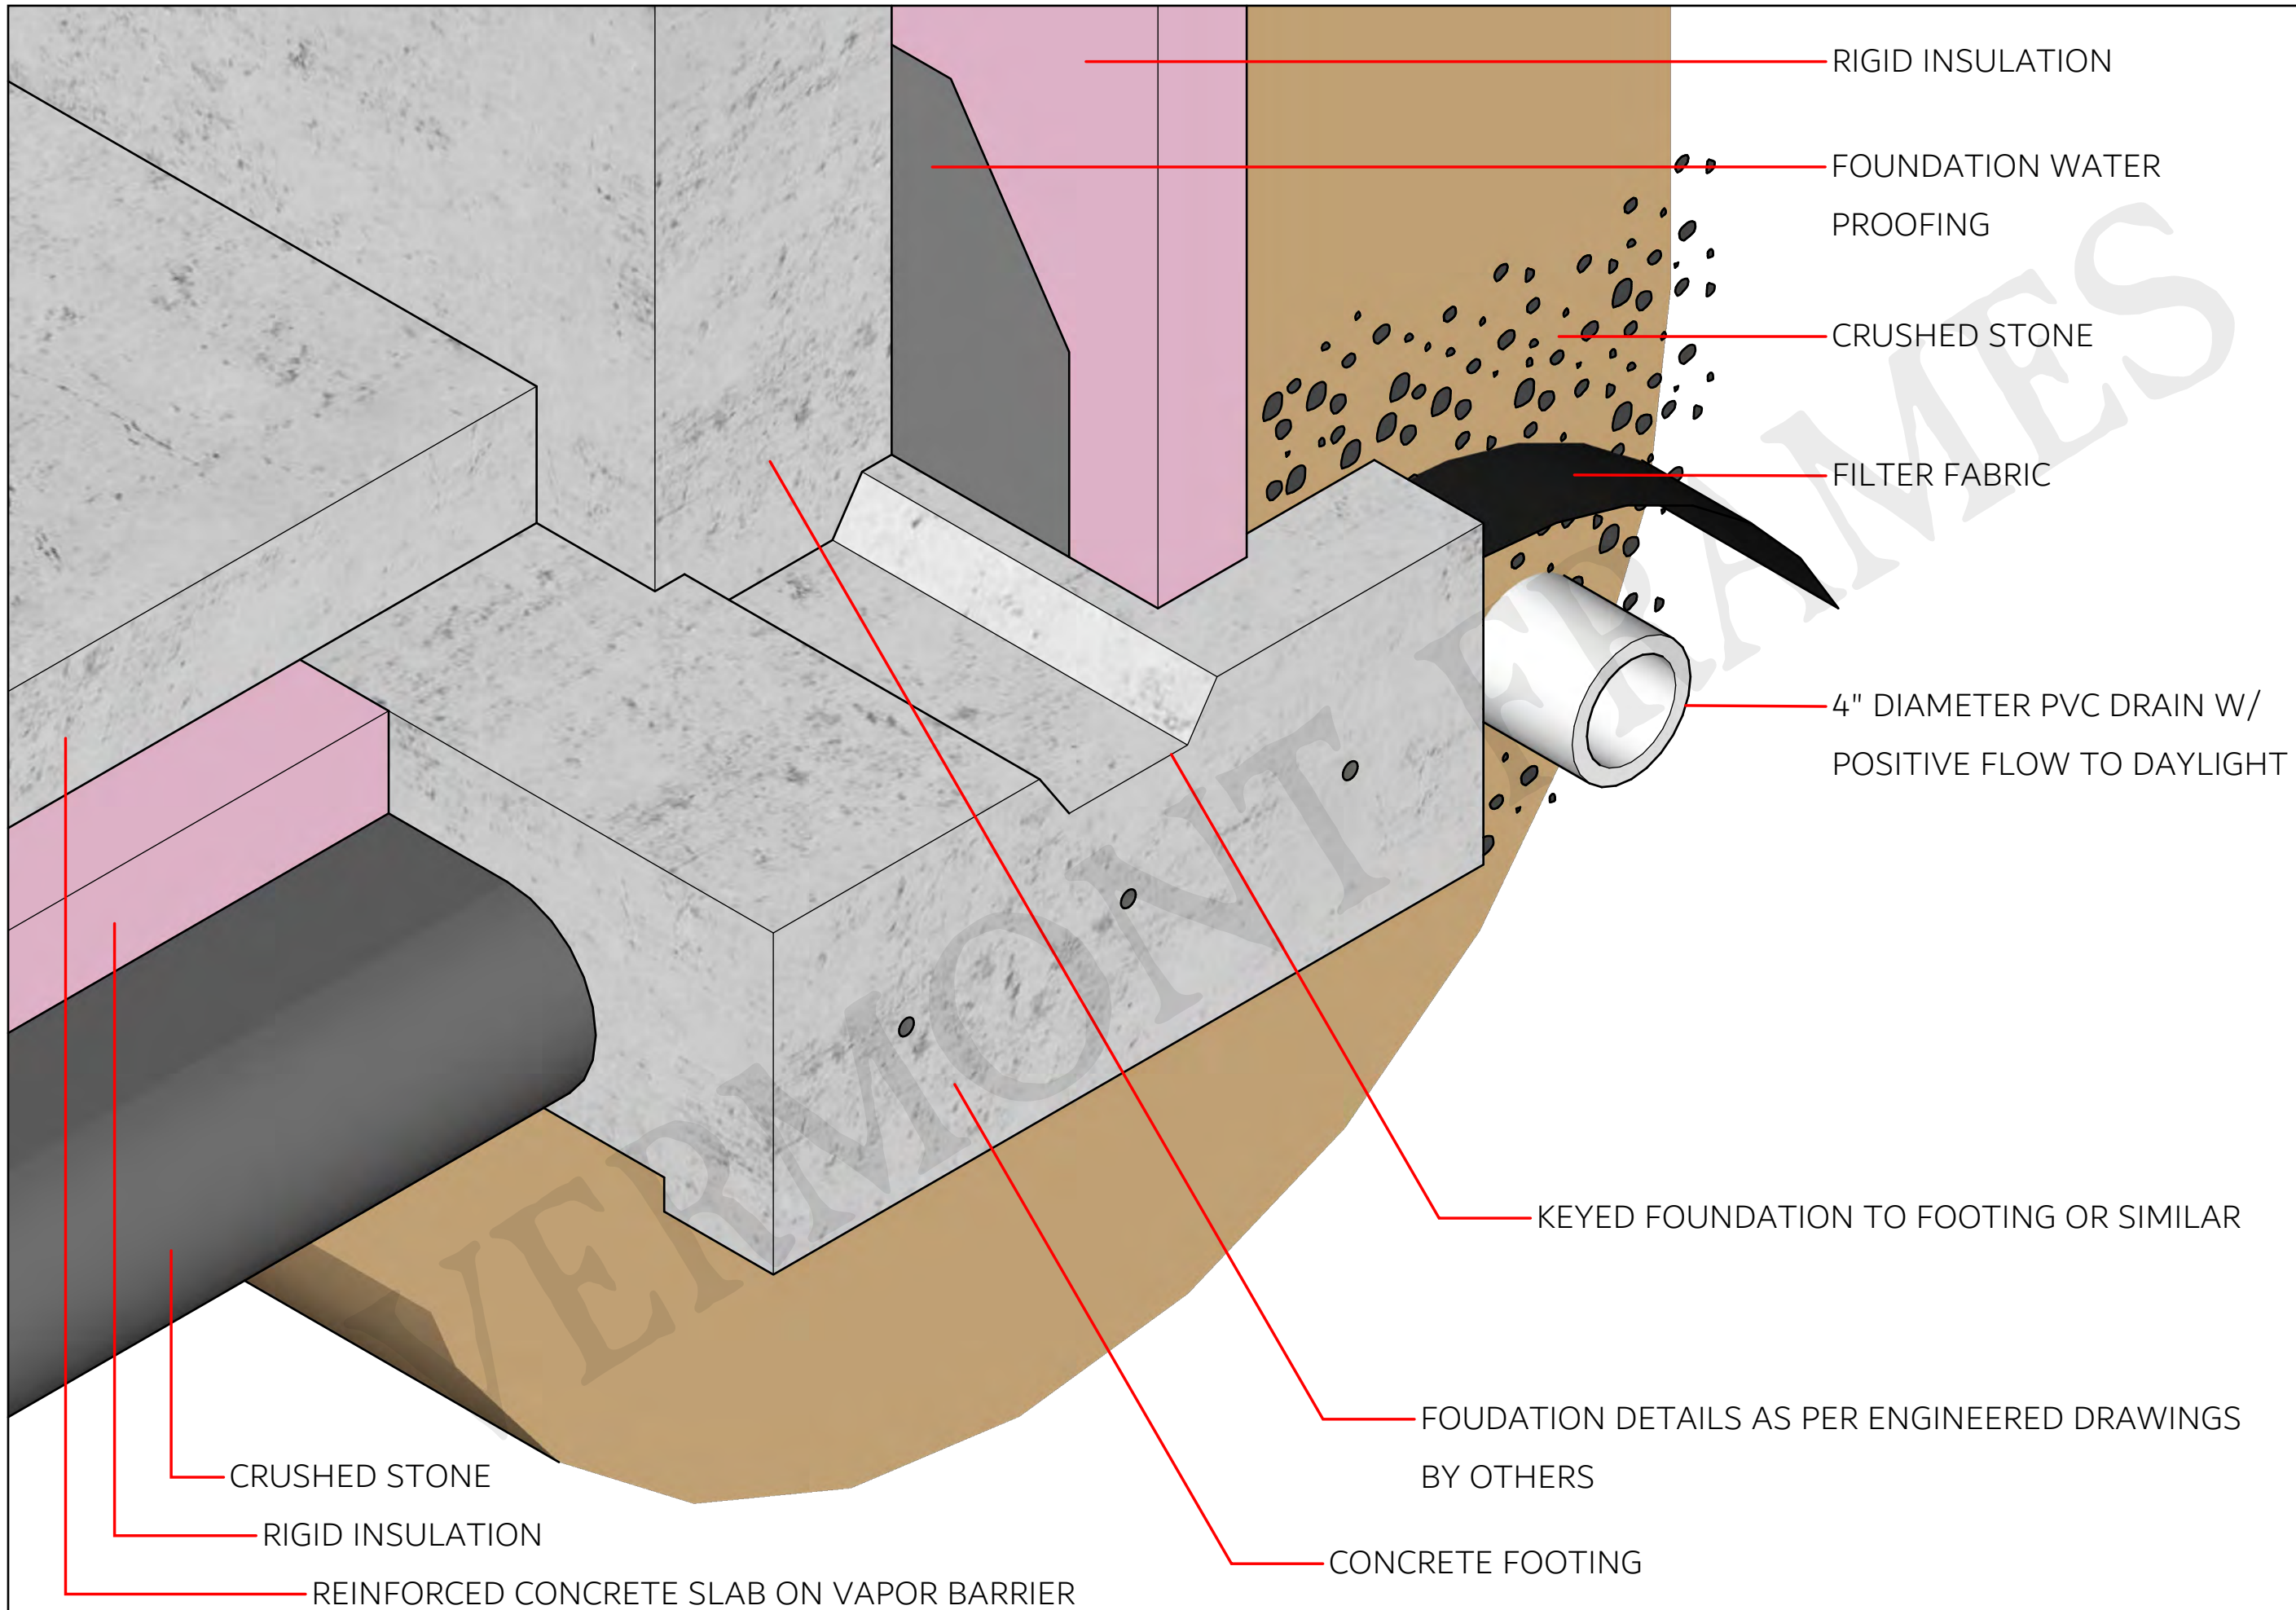 RIGID INSULATION
FOUNDATION WATER
PROOFING
CRUSHED STONE
FILTER FABRIC
4" DIAMETER PVC DRAIN W/
POSITIVE FLOW TO DAYLIGHT
KEYED FOUNDATION TO FOOTING OR SIMILAR
FOUDATION DETAILS AS PER ENGINEERED DRAWINGS
BY OTHERS
CONCRETE FOOTING
CRUSHED STONE
RIGID INSULATION
REINFORCED CONCRETE SLAB ON VAPOR BARRIER
VERMONT FRAMES